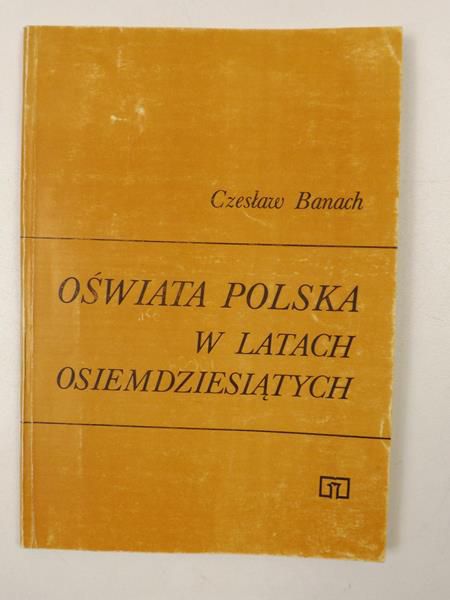 Czesław Banach
OŚWIATA POLSKA
W LATACH
OSIEMDZIESIĄTYCH